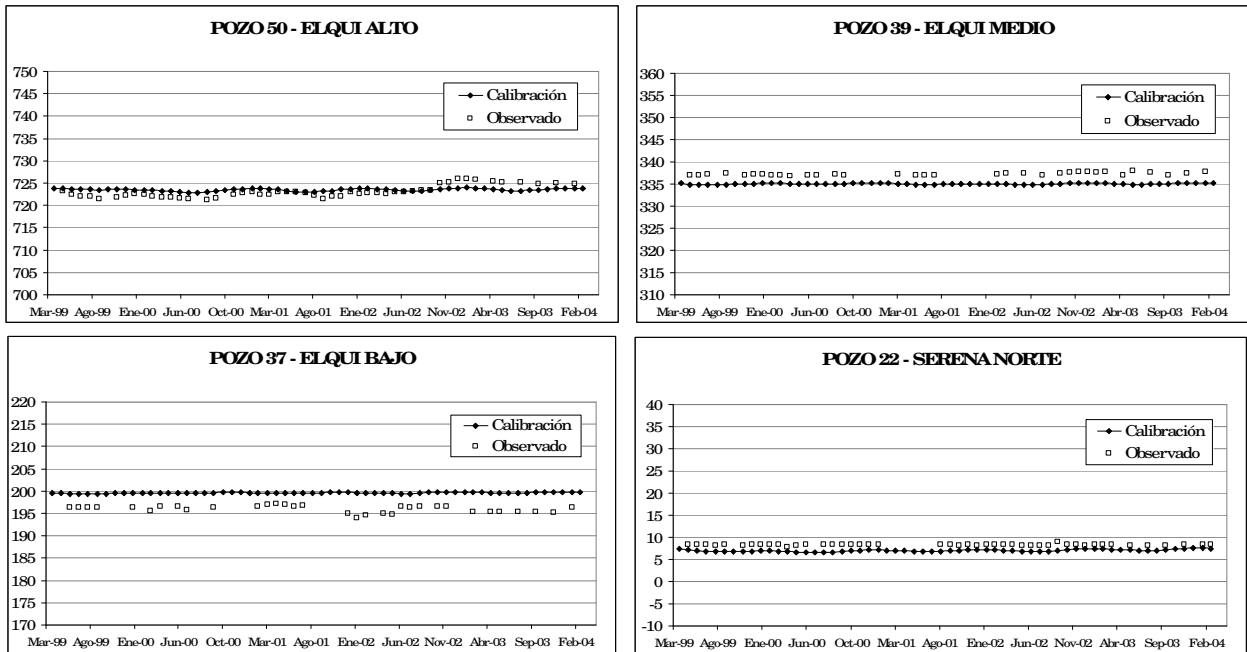 POZO 50 - ELQUI ALTO
750
745
740
735
730
725
720
715
710
705
700
Calibración
Observado
Mar-99 Ago-99 Ene-00 Jun-00 Oct-00 Mar-01 Ago-01 Ene-02 Jun-02 Nov-02 Abr-03 Sep-03 Feb-04
POZO 39 - ELQUI MEDIO
360
355
350
345
340
335
330
325
320
315
310
Calibración
Observado
Mar-99 Ago-99 Ene-00 Jun-00 Oct-00 Mar-01 Ago-01 Ene-02 Jun-02 Nov-02 Abr-03 Sep-03 Feb-04
POZO 37 - ELQUI BAJO
220
215
210
205
200
195
190
185
180
175
170
Calibración
Observado
Mar-99 Ago-99 Ene-00 Jun-00 Oct-00 Mar-01 Ago-01 Ene-02 Jun-02 Nov-02 Abr-03 Sep-03 Feb-04
POZO 22 - SERENA NORTE
40
35
30
25
20
15
10
5
0
-5
-10
Calibración
Observado
Mar-99 Ago-99 Ene-00 Jun-00 Oct-00 Mar-01 Ago-01 Ene-02 Jun-02 Nov-02 Abr-03 Sep-03 Feb-04